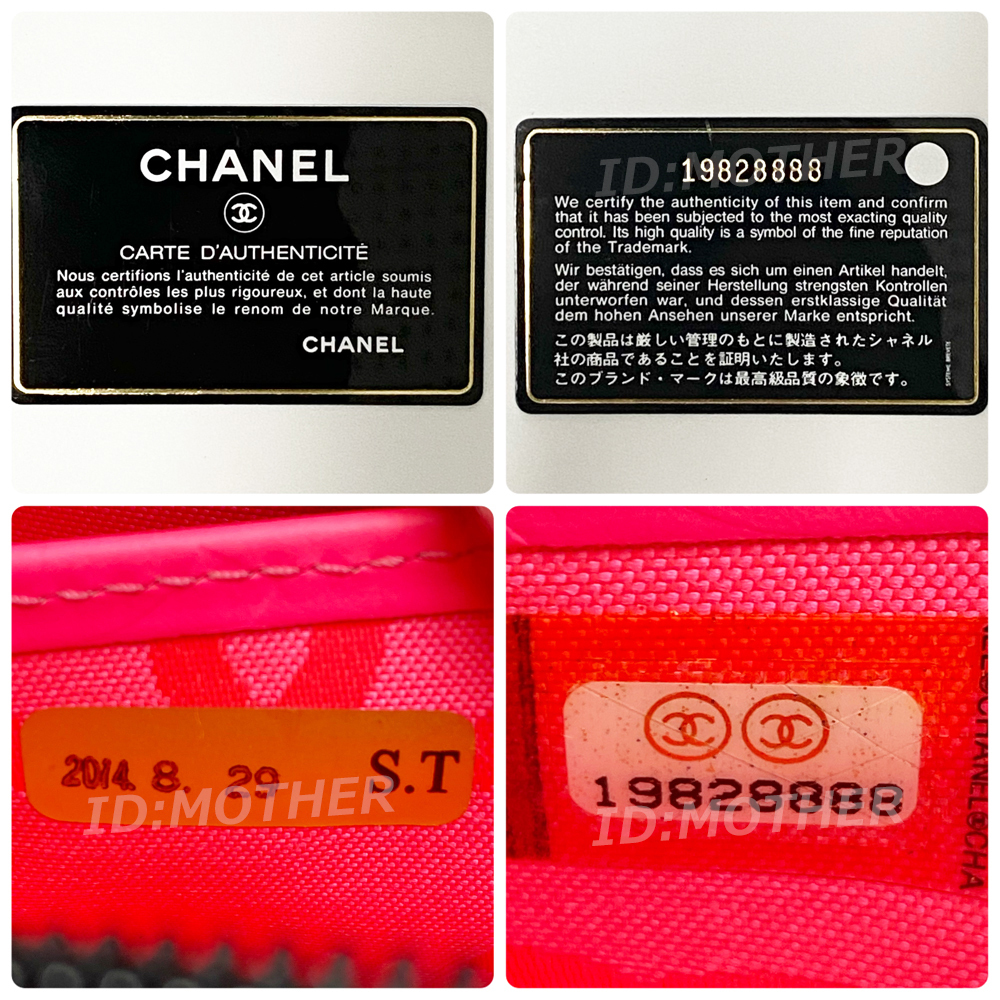 CHANEL
CARTE D'AUTHENTICITÉ
Nous certifions l'authenticité de cet article soumis
aux contrôles les plus rigoureux, et dont la haute
qualité symbolise le renom de notre Marque.
CHANEL
19828888
ID:MOTHER
We certify the authenticity of this item and confirm
that it has been subjected to the most exacting quality
control. Its high quality is a symbol of the fine reputation
of the Trademark.
Wir bestätigen, dass es sich um einen Artikel handelt,
der während seiner Herstellung strengsten Kontrollen
unterworfen war, und dessen erstklassige Qualität
dem hohen Ansehen unserer Marke entspricht.
この製品は厳しい管理のもとに製造されたシャネル
社の商品であることを証明いたします。
このブランド・マークは最高級品質の象徴です。
SYSTEME BREVETE
2014. 8. 29 S.T
ID:MOTHER
19828888
ID:MOTHER
CHANEL@CHA